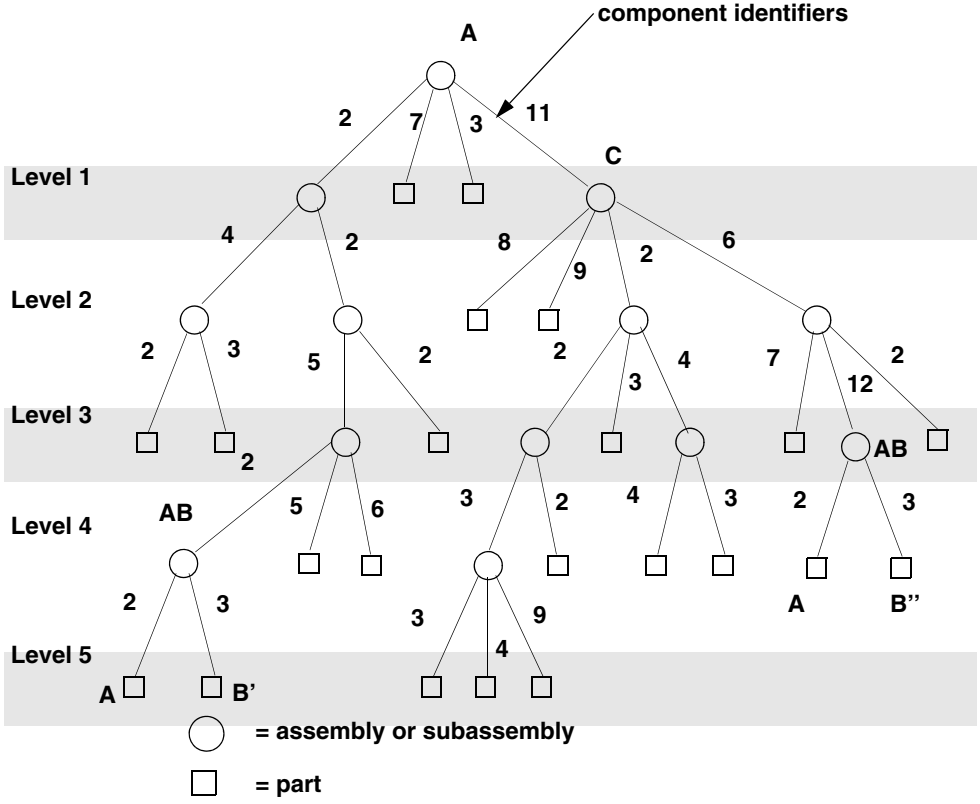 component identifiers
A
2
7
3
11
C
Level 1
4
2
8
9
2
6
Level 2
2
3
5
2
2
3
4
7
12
2
Level 3
2
AB
AB
5
6
3
2
4
3
2
3
Level 4
2
3
3
4
9
A
B’’
Level 5
A
B’
= assembly or subassembly
= part